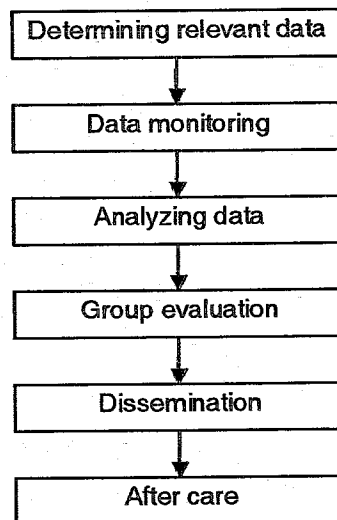 Determining relevant data
Data monitoring
Analyzing data
Group evaluation
Dissemination
After care